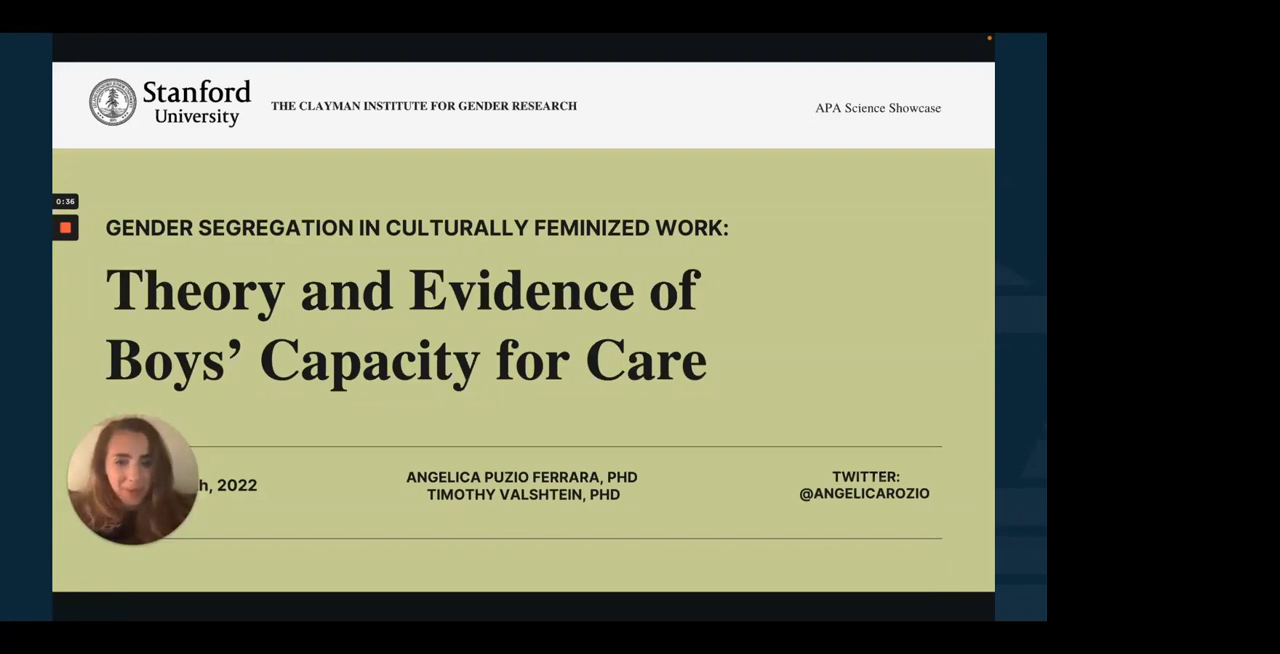 Stanford
University
THE CLAYMAN INSTITUTE FOR GENDER RESEARCH
APA Science Showcase
0:36
GENDER SEGREGATION IN CULTURALLY FEMINIZED WORK:
Theory and Evidence of
Boys’ Capacity for Care
h, 2022
ANGELICA PUZIO FERRARA, PHD
TIMOTHY VALSHTEIN, PHD
TWITTER:
@ANGELICAROZIO